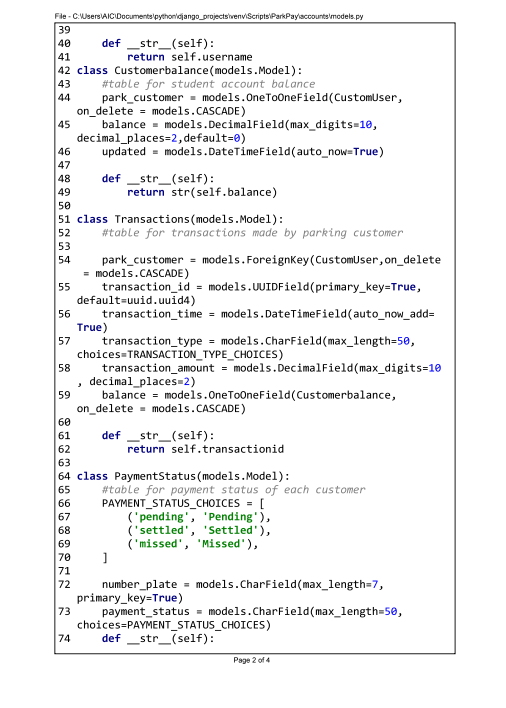 File - C:\Users\AIC\Documents\python\django_projects\venv\Scripts\ParkPay\accounts\models.py
39
40     def __str__(self):
41         return self.username
42 class Customerbalance(models.Model):
43     #table for student account balance
44     park_customer = models.OneToOneField(CustomUser,
on_delete = models.CASCADE)
45     balance = models.DecimalField(max_digits=10,
decimal_places=2,default=0)
46     updated = models.DateTimeField(auto_now=True)
47
48     def __str__(self):
49         return str(self.balance)
50
51 class Transactions(models.Model):
52     #table for transactions made by parking customer
53
54     park_customer = models.ForeignKey(CustomUser,on_delete
 = models.CASCADE)
55     transaction_id = models.UUIDField(primary_key=True,
default=uuid.uuid4)
56     transaction_time = models.DateTimeField(auto_now_add=
True)
57     transaction_type = models.CharField(max_length=50,
choices=TRANSACTION_TYPE_CHOICES)
58     transaction_amount = models.DecimalField(max_digits=10
, decimal_places=2)
59     balance = models.OneToOneField(Customerbalance,
on_delete = models.CASCADE)
60
61     def __str__(self):
62         return self.transactionid
63
64 class PaymentStatus(models.Model):
65     #table for payment status of each customer
66     PAYMENT_STATUS_CHOICES = [
67         ('pending', 'Pending'),
68         ('settled', 'Settled'),
69         ('missed', 'Missed'),
70     ]
71
72     number_plate = models.CharField(max_length=7,
primary_key=True)
73     payment_status = models.CharField(max_length=50,
choices=PAYMENT_STATUS_CHOICES)
74     def __str__(self):
Page 2 of 4